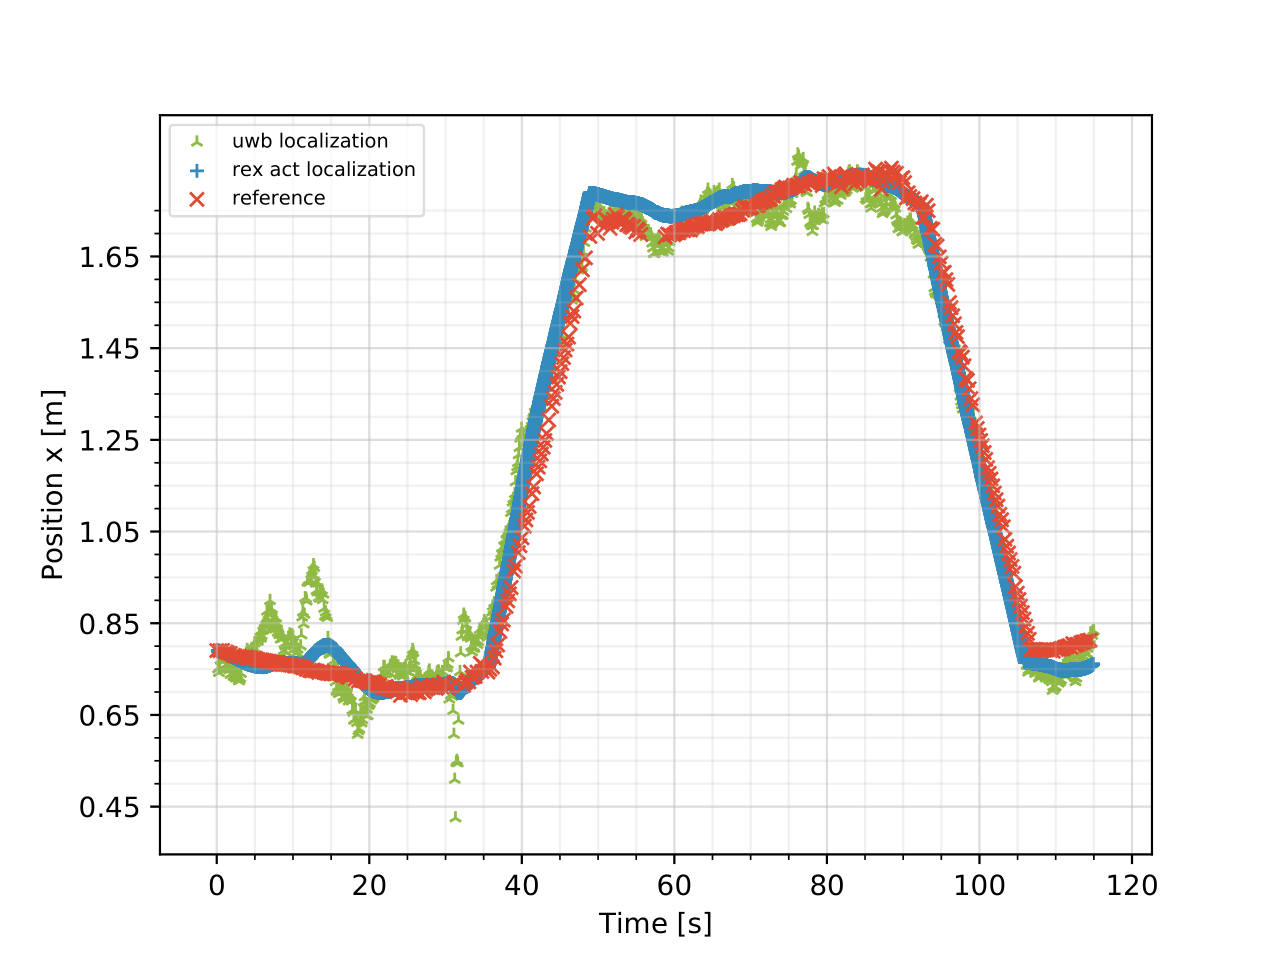 uwb localization
rex act localization
reference
Position x [m]
1.65
1.45
1.25
1.05
0.85
0.65
0.45
0 20 40 60 80 100 120
Time [s]